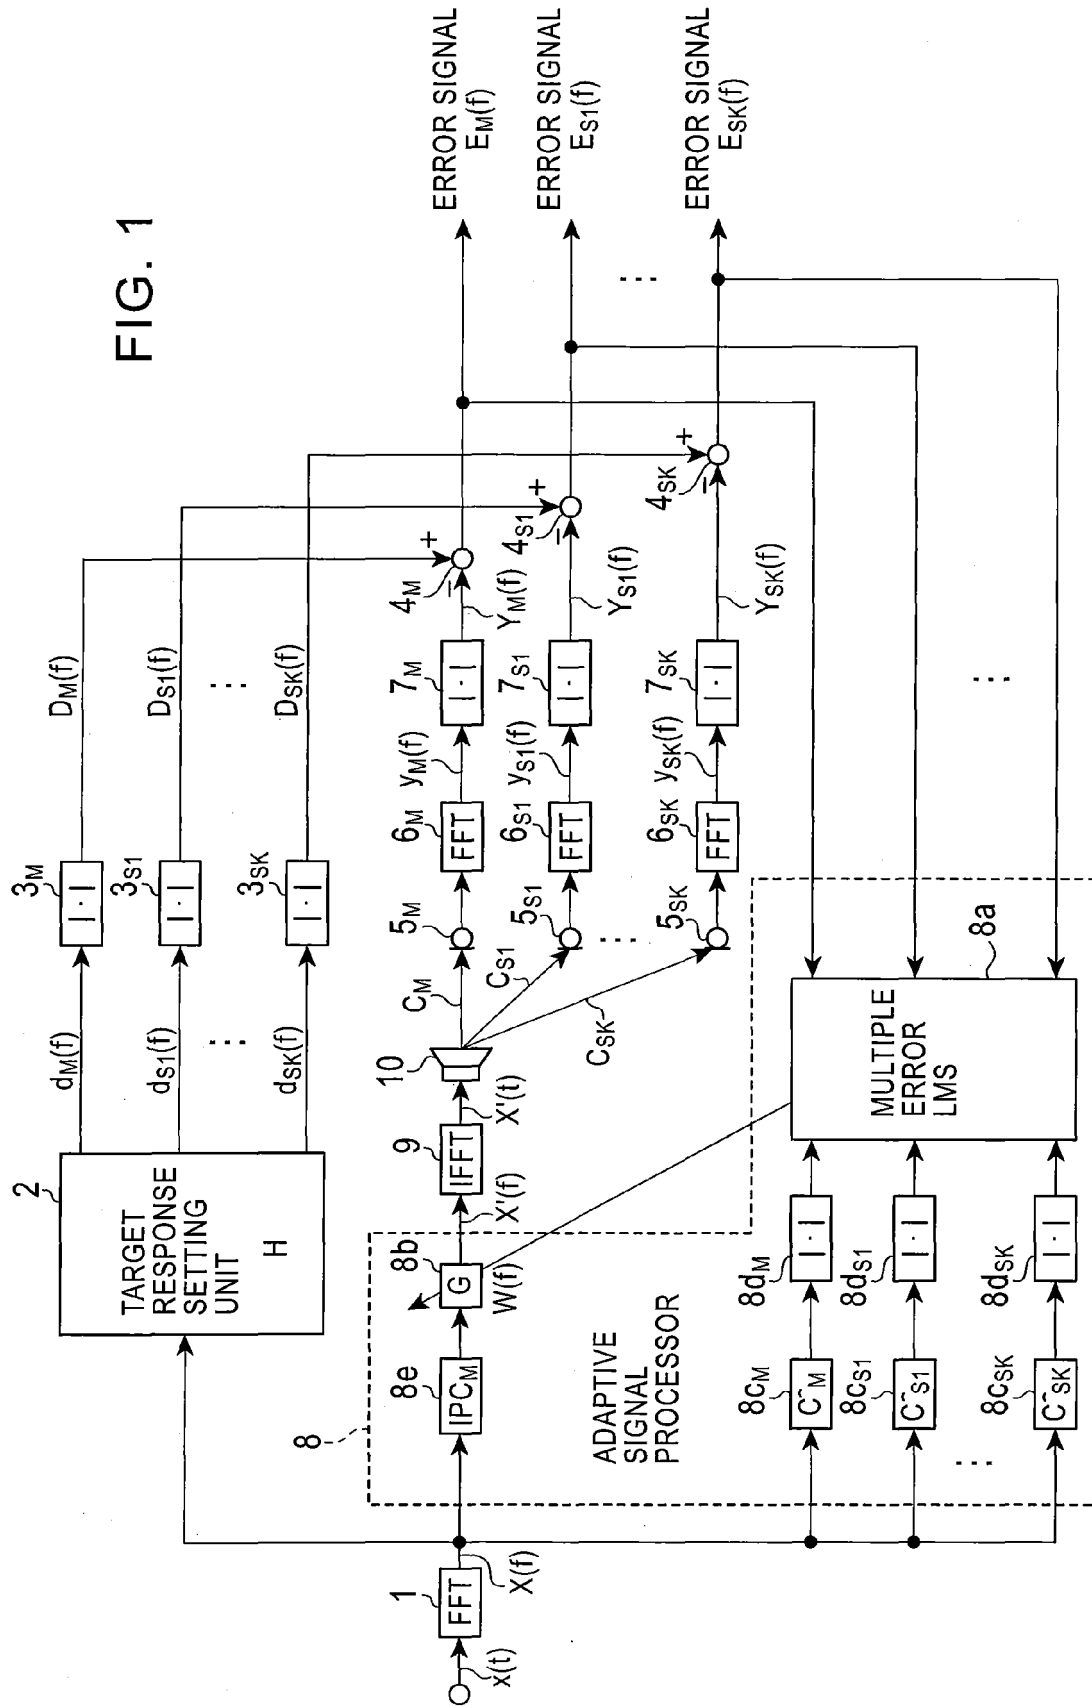 FIG. 1
x(t)
1
FFT
X(f)
2
TARGET
RESPONSE
SETTING
UNIT
H
dM(f)
dS1(f)
...
dSK(f)
3M
|·|
3S1
|·|
3SK
|·|
DM(f)
DS1(f)
...
DSK(f)
8
8e
IPCM
8b
G
W(f)
X'(f)
9
IFFT
X'(t)
10
CM
CS1
CSK
5M
5S1
...
5SK
6M
FFT
6S1
FFT
6SK
FFT
yM(f)
yS1(f)
ySK(f)
7M
|·|
7S1
|·|
7SK
|·|
YM(f)
YS1(f)
YSK(f)
4M
+
−
4S1
+
−
4SK
+
−
ERROR SIGNAL
EM(f)
ERROR SIGNAL
ES1(f)
...
ERROR SIGNAL
ESK(f)
ADAPTIVE
SIGNAL
PROCESSOR
8cM
CˆM
8cS1
CˆS1
...
8cSK
CˆSK
8dM
|·|
8dS1
|·|
8dSK
|·|
MULTIPLE
ERROR
LMS
8a
...